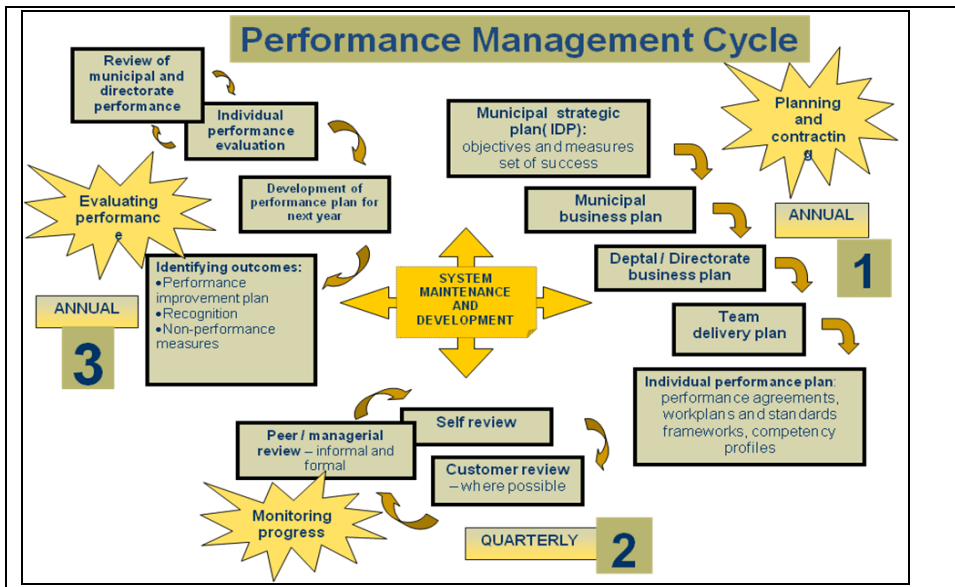 Performance Management Cycle
Review of
municipal and
directorate
performance
Individual
performance
evaluation
Development of
performance plan for
next year
Evaluating
performanc
e
Identifying outcomes:
•Performance
improvement plan
•Recognition
•Non-performance
measures
ANNUAL
3
Municipal strategic
plan( IDP):
objectives and measures
set of success
Planning
and
contractin
g
Municipal
business plan
ANNUAL
1
Deptal / Directorate
business plan
Team
delivery plan
Individual performance plan:
performance agreements,
workplans and standards
frameworks, competency
profiles
SYSTEM
MAINTENANCE
AND
DEVELOPMENT
Self review
Peer / managerial
review – informal and
formal
Customer review
– where possible
Monitoring
progress
QUARTERLY
2